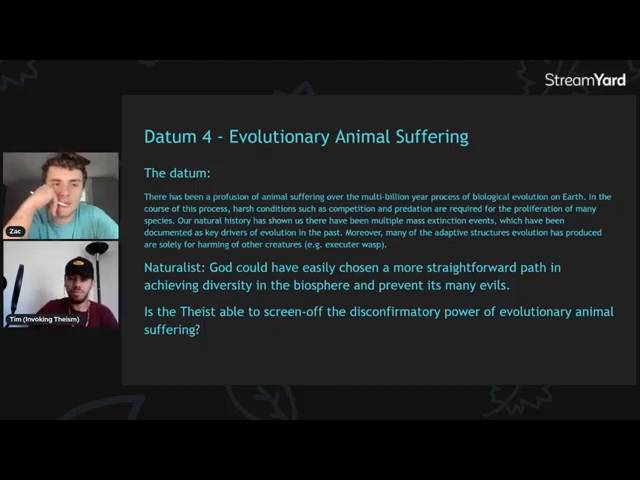 StreamYard
Datum 4 - Evolutionary Animal Suffering
The datum:
There has been a profusion of animal suffering over the multi-billion year process of biological evolution on Earth. In the
course of this process, harsh conditions such as competition and predation are required for the proliferation of many
species. Our natural history has shown us there have been multiple mass extinction events, which have been
documented as key drivers of evolution in the past. Moreover, many of the adaptive structures evolution has produced
are solely for harming of other creatures (e.g. executer wasp).
Naturalist: God could have easily chosen a more straightforward path in
achieving diversity in the biosphere and prevent its many evils.
Is the Theist able to screen-off the disconfirmatory power of evolutionary animal
suffering?
Zac
Tim (Invoking Theism)